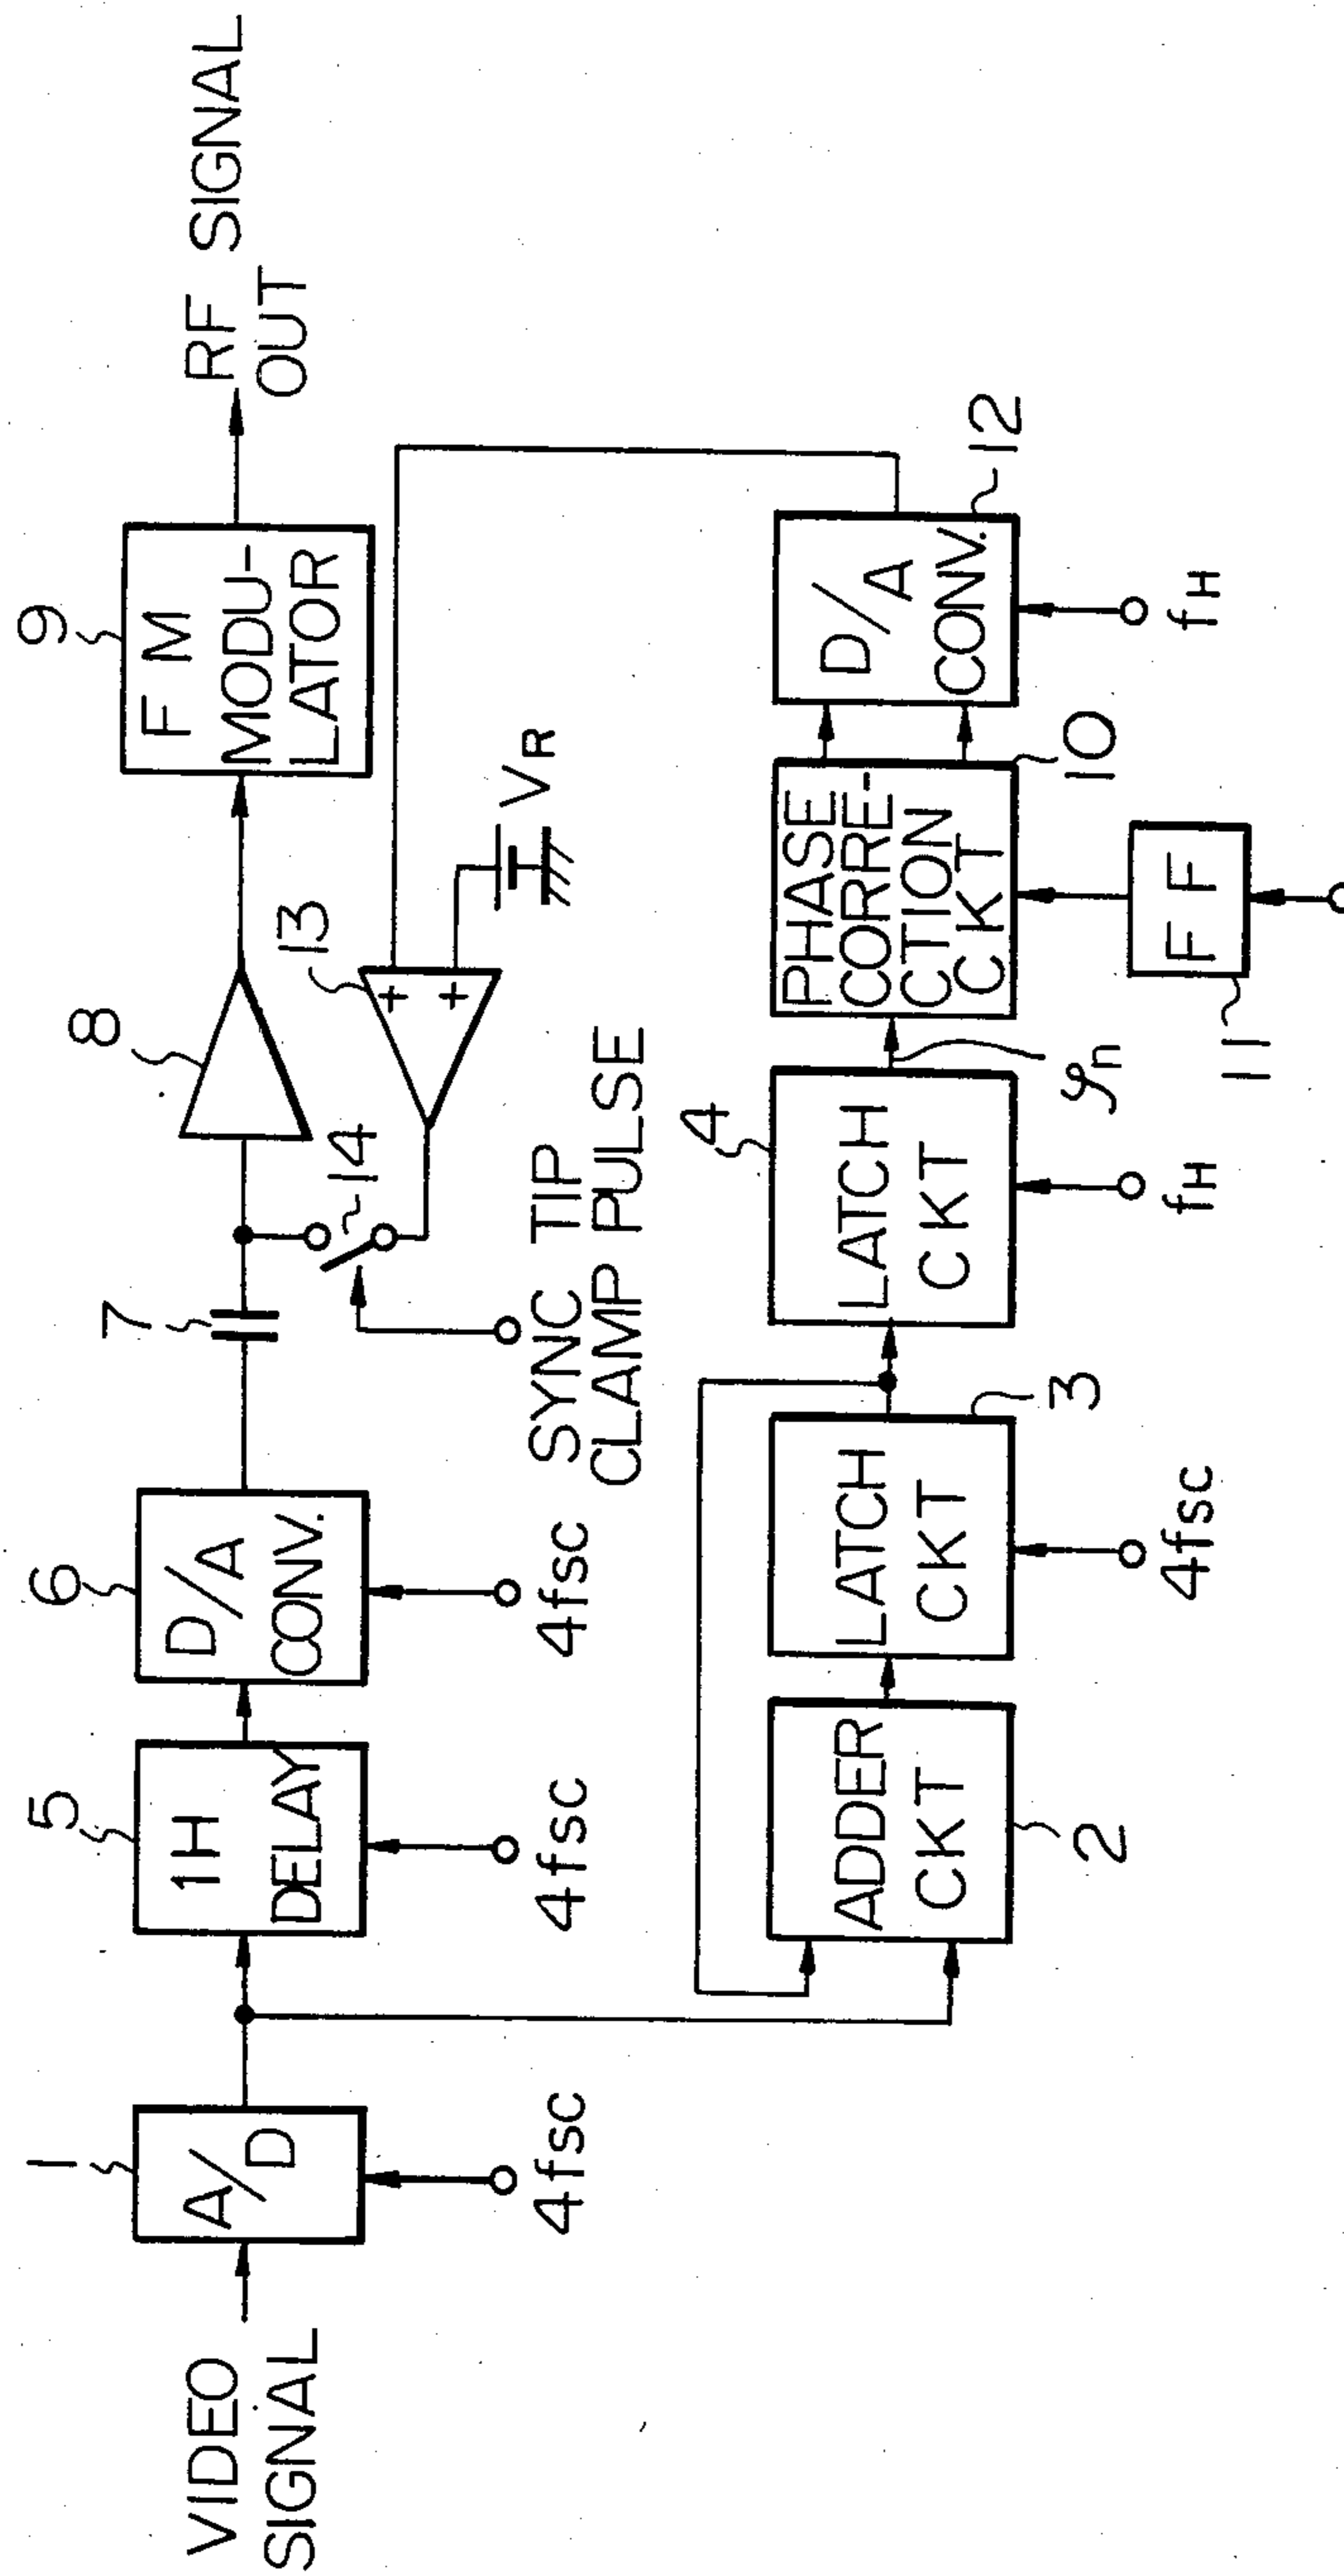 VIDEO
SIGNAL
1
A/D
4fsc
5
1H
DELAY
4fsc
6
D/A
CONV.
4fsc
7
14
SYNC TIP
CLAMP PULSE
8
13
VR
9
FM
MODU-
LATOR
RF SIGNAL
OUT
ADDER
CKT
2
LATCH
CKT
3
4fsc
4
LATCH
CKT
fH
φn
PHASE
CORRE-
CTION
CKT
10
FF
11
D/A
CONV.
12
fH